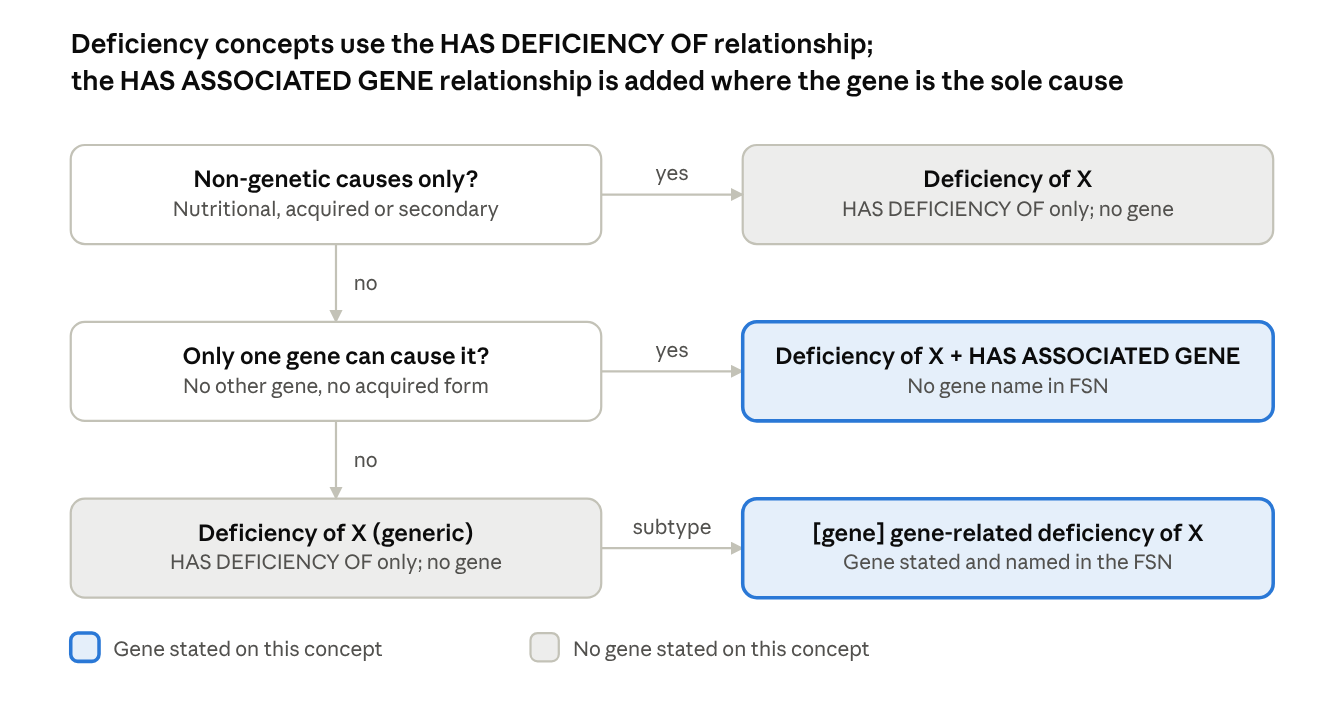 Deficiency concepts use the HAS DEFICIENCY OF relationship;
the HAS ASSOCIATED GENE relationship is added where the gene is the sole cause
Non-genetic causes only?
Nutritional, acquired or secondary
yes
Deficiency of X
HAS DEFICIENCY OF only; no gene
no
Only one gene can cause it?
No other gene, no acquired form
yes
Deficiency of X + HAS ASSOCIATED GENE
No gene name in FSN
no
Deficiency of X (generic)
HAS DEFICIENCY OF only; no gene
subtype
[gene] gene-related deficiency of X
Gene stated and named in the FSN
Gene stated on this concept
No gene stated on this concept